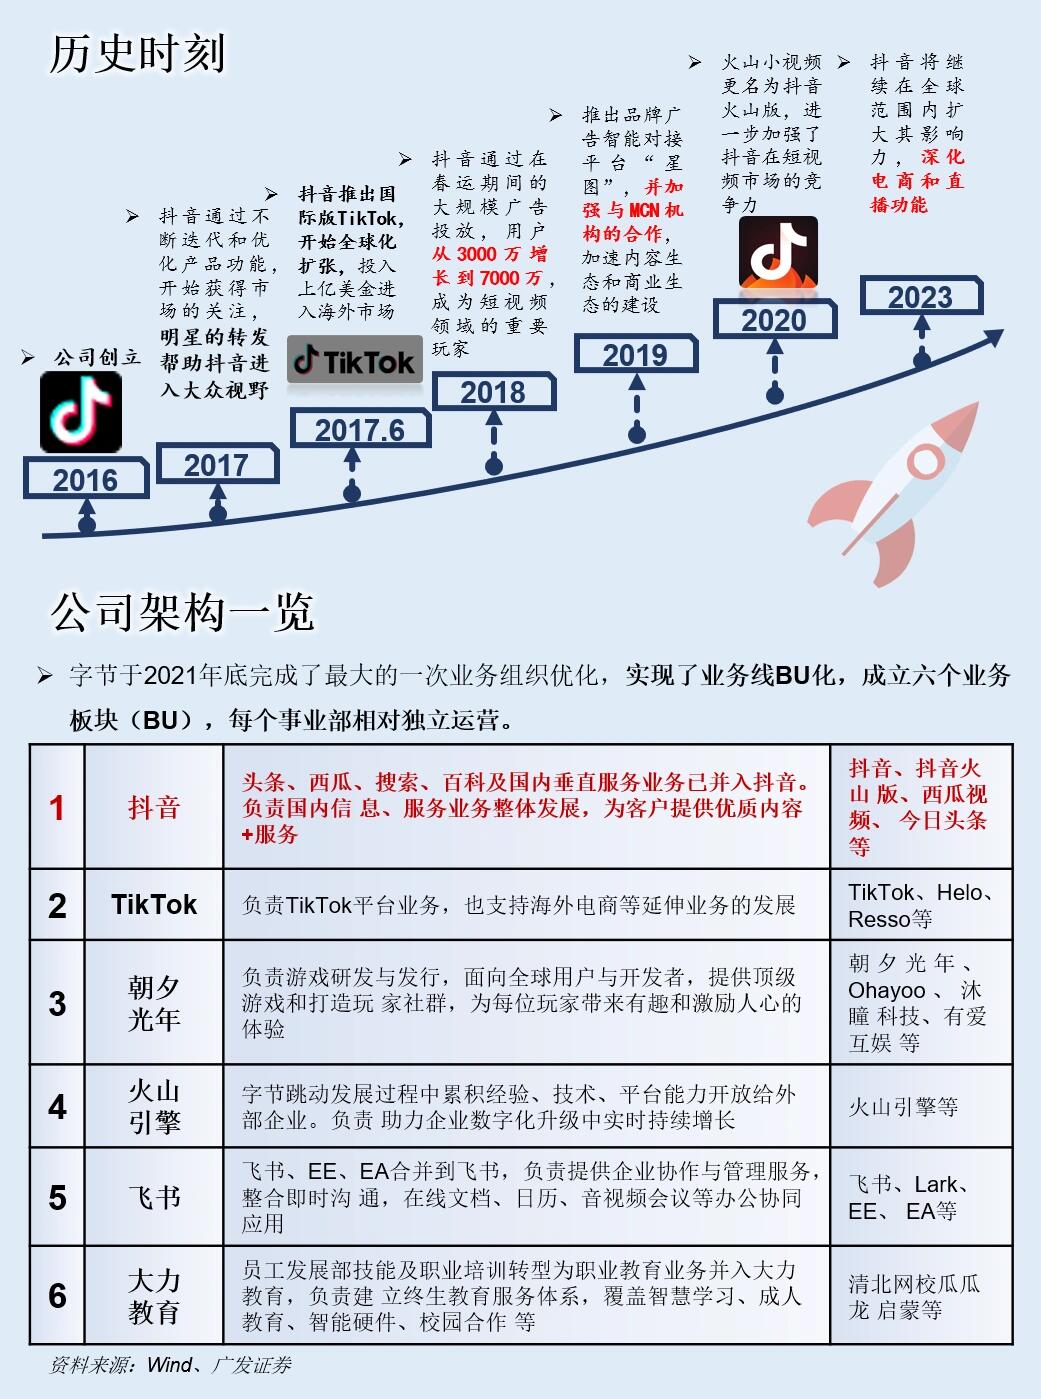 历史时刻
公司创立
2016
抖音通过不
断迭代和优
化产品功能，
开始获得市
场的关注，
明星的转发
帮助抖音进
入大众视野
2017
抖音推出国
际版TikTok，
开始全球化
扩张，投入
上亿美金进
入海外市场
TikTok
2017.6
抖音通过在
春运期间的
大规模广告
投放，用户
从 3000 万 增
长 到 7000 万，
成为短视频
领域的重要
玩家
2018
推出品牌广
告智能对接
平台“星
图”，并加
强与MCN机
构的合作，
加速内容生
态和商业生
态的建设
2019
火山小视频
更名为抖音
火山版，进
一步加强了
抖音在短视
频市场的竞
争力
2020
抖音将继
续在全球
范围内扩
大其影响
力，深化
电商和直
播功能
2023
公司架构一览
字节于2021年底完成了最大的一次业务组织优化，实现了业务线BU化，成立六个业务
板块（BU），每个事业部相对独立运营。
1
抖音
头条、西瓜、搜索、百科及国内垂直服务业务已并入抖音。
负责国内信 息、服务业务整体发展，为客户提供优质内容
+服务
抖音、抖音火
山 版、西瓜视
频、 今日头条
等
2
TikTok
负责TikTok平台业务，也支持海外电商等延伸业务的发展
TikTok、Helo、
Resso等
3
朝夕
光年
负责游戏研发与发行，面向全球用户与开发者，提供顶级
游戏和打造玩 家社群，为每位玩家带来有趣和激励人心的
体验
朝夕光年、
Ohayoo 、 沐
瞳 科技、有爱
互娱 等
4
火山
引擎
字节跳动发展过程中累积经验、技术、平台能力开放给外
部企业。负责 助力企业数字化升级中实时持续增长
火山引擎等
5
飞书
飞书、EE、EA合并到飞书，负责提供企业协作与管理服务，
整合即时沟 通，在线文档、日历、音视频会议等办公协同
应用
飞书、Lark、
EE、 EA等
6
大力
教育
员工发展部技能及职业培训转型为职业教育业务并入大力
教育，负责建 立终生教育服务体系，覆盖智慧学习、成人
教育、智能硬件、校园合作 等
清北网校瓜瓜
龙 启蒙等
资料来源：Wind、广发证券